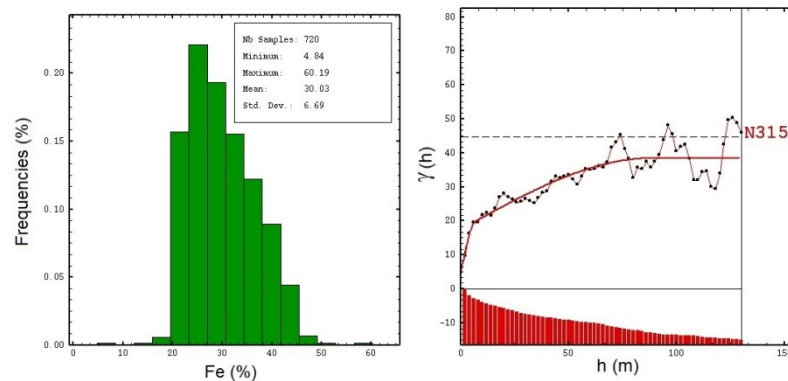 Nb Samples: 720
Minimum: 4.84
Maximum: 60.19
Mean: 30.03
Std. Dev.: 6.69
0.20
0.15
0.10
0.05
0.00
Frequencies (%)
0 10 20 30 40 50 60
Fe (%)
80
70
60
50
40
30
20
10
0
-10
γ (h)
N315
0 50 100 150
h (m)